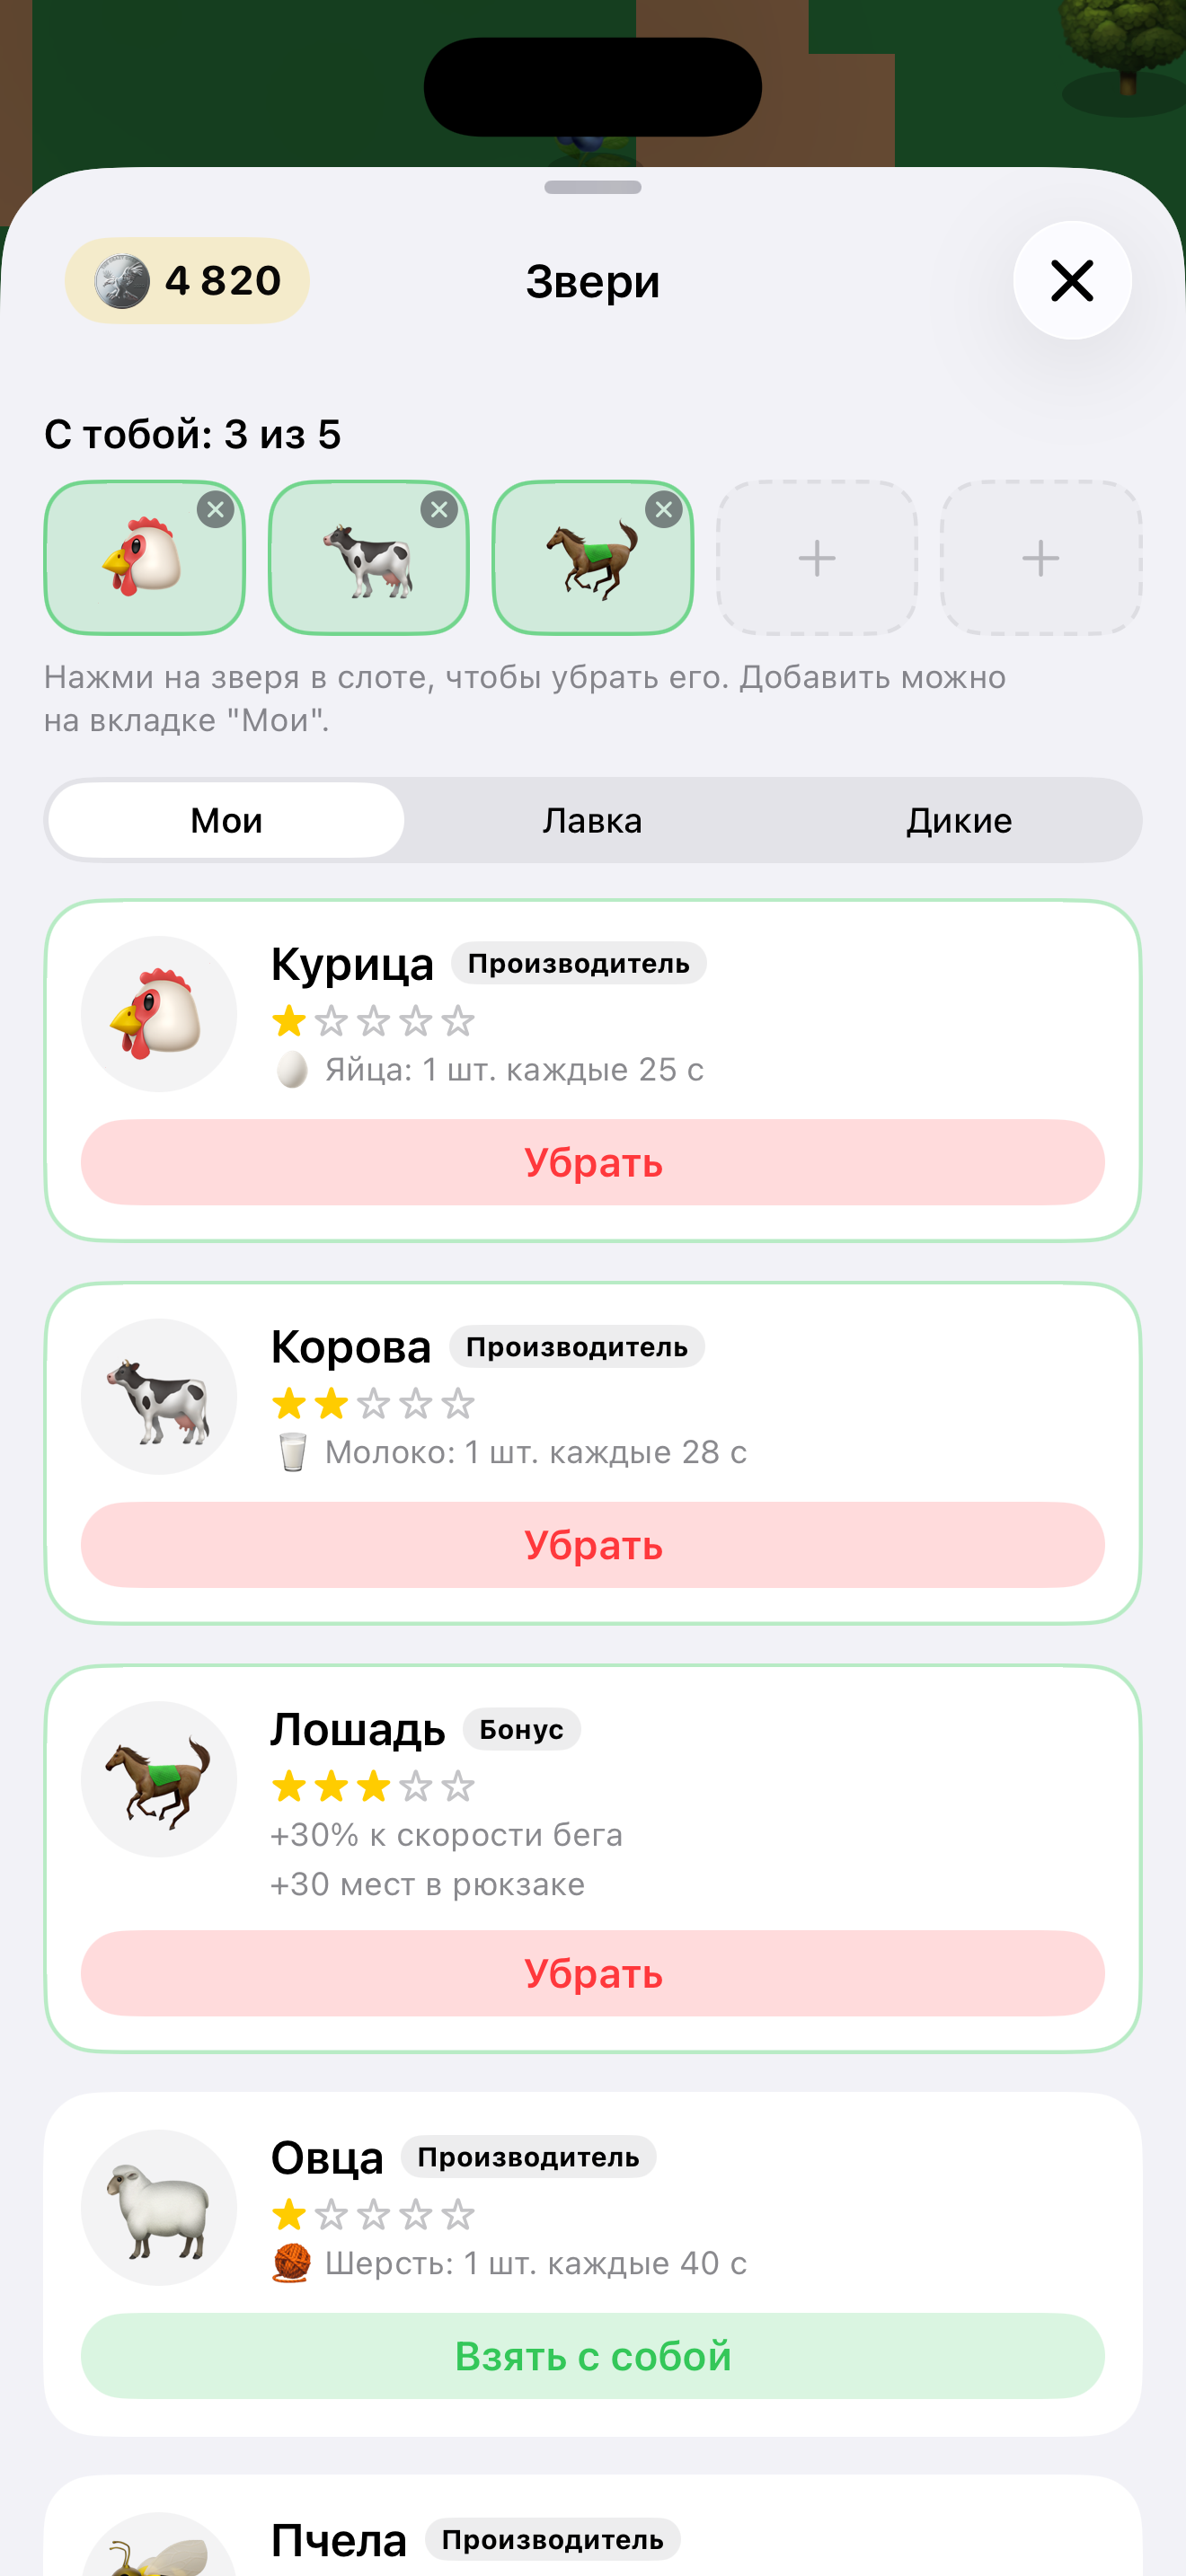 4 820
Звери
С тобой: 3 из 5
Нажми на зверя в слоте, чтобы убрать его. Добавить можно
на вкладке "Мои".
Мои
Лавка
Дикие
Курица
Производитель
Яйца: 1 шт. каждые 25 с
Убрать
Корова
Производитель
Молоко: 1 шт. каждые 28 с
Убрать
Лошадь
Бонус
+30% к скорости бега
+30 мест в рюкзаке
Убрать
Овца
Производитель
Шерсть: 1 шт. каждые 40 с
Взять с собой
Пчела
Производитель